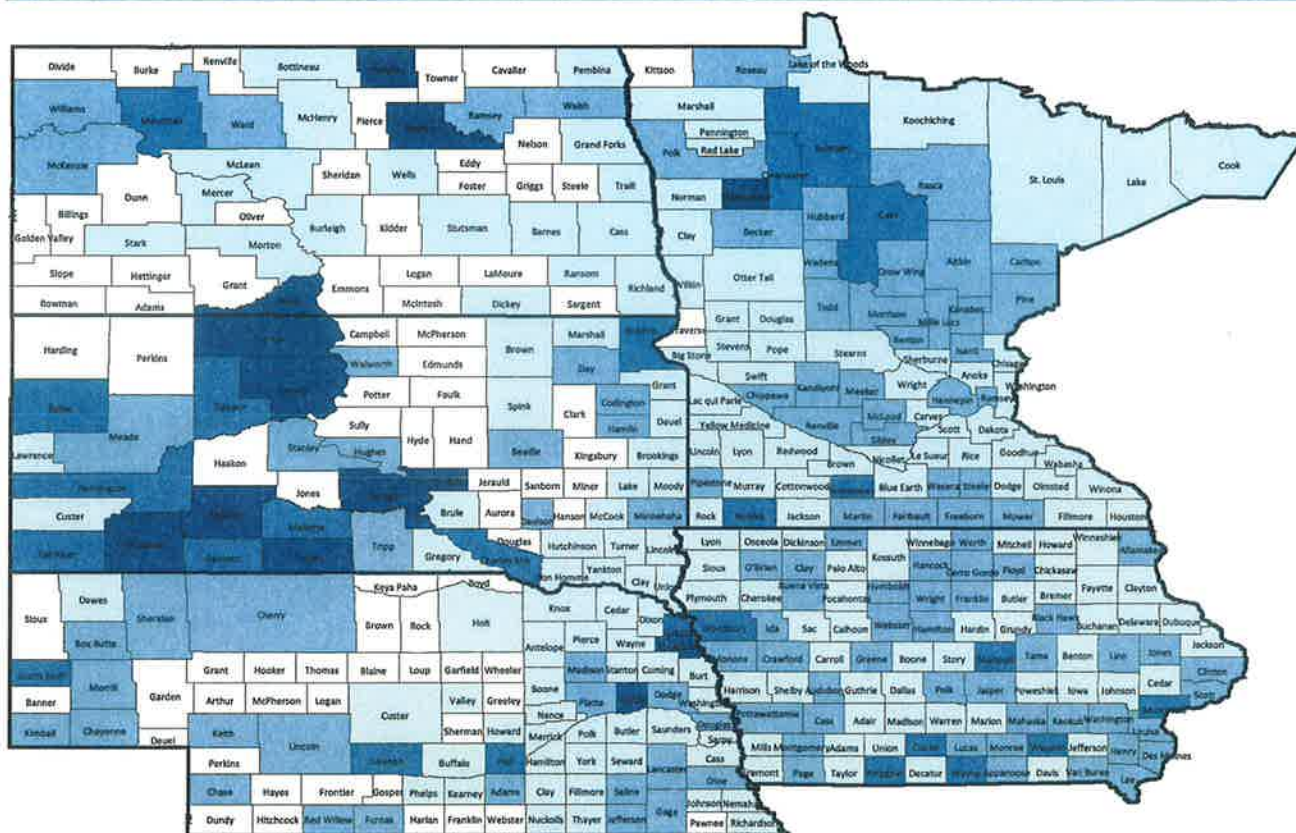 Divide
Burke
Renville
Bottineau
Towner
Cavalier
Pembina
Kittson
Roseau
Lake of the Woods
Williams
Ward
McHenry
Pierce
Ramsey
Walsh
Marshall
Koochiching
McKenzie
McLean
Nelson
Grand Forks
Pennington
Polk
Red Lake
St. Louis
Lake
Cook
Dunn
Mercer
Sheridan
Wells
Eddy
Foster
Griggs
Steele
Traill
Norman
Itasca
Billings
Oliver
Golden Valley
Stark
Burleigh
Kidder
Stutsman
Barnes
Cass
Clay
Becker
Hubbard
Cass
Morton
Slope
Hettinger
Grant
Logan
LaMoure
Ransom
Richland
Wilkin
Otter Tail
Wadena
Crow Wing
Aitkin
Carlton
Bowman
Adams
Emmons
McIntosh
Dickey
Sargent
Todd
Morrison
Mille Lacs
Kanabec
Pine
Harding
Perkins
Campbell
McPherson
Brown
Marshall
Traverse
Grant
Douglas
Benton
Isanti
Walworth
Edmunds
Day
Big Stone
Stevens
Pope
Stearns
Sherburne
Chisago
Butte
Potter
Faulk
Spink
Clark
Codington
Grant
Swift
Kandiyohi
Meeker
Wright
Anoka
Washington
Meade
Sully
Hyde
Hand
Hamlin
Deuel
Lac qui Parle
Chippewa
Hennepin
Ramsey
Lawrence
Haakon
Stanley
Hughes
Beadle
Kingsbury
Brookings
Yellow Medicine
Renville
McLeod
Carver
Scott
Dakota
Sibley
Pennington
Jones
Jerauld
Sanborn
Miner
Lake
Moody
Lincoln
Lyon
Redwood
Brown
Nicollet
Le Sueur
Rice
Goodhue
Wabasha
Custer
Brule
Aurora
Davison
Hanson
McCook
Minnehaha
Pipestone
Murray
Cottonwood
Blue Earth
Waseca
Steele
Dodge
Olmsted
Winona
Fall River
Mellette
Tripp
Gregory
Douglas
Hutchinson
Turner
Lincoln
Rock
Nobles
Jackson
Martin
Faribault
Freeborn
Mower
Fillmore
Houston
Charles Mix
Bon Homme
Yankton
Clay
Union
Lyon
Osceola
Dickinson
Emmet
Kossuth
Winnebago
Worth
Mitchell
Howard
Winneshiek
Allamakee
Sioux
Dawes
Sheridan
Cherry
Keya Paha
Boyd
Knox
Cedar
Dixon
Sioux
O'Brien
Clay
Palo Alto
Hancock
Cerro Gordo
Floyd
Chickasaw
Fayette
Clayton
Box Butte
Brown
Rock
Holt
Antelope
Pierce
Wayne
Plymouth
Cherokee
Buena Vista
Pocahontas
Humboldt
Wright
Franklin
Butler
Bremer
Woodbury
Ida
Sac
Calhoun
Webster
Hamilton
Hardin
Grundy
Black Hawk
Buchanan
Delaware
Dubuque
Scotts Bluff
Morrill
Garden
Grant
Hooker
Thomas
Blaine
Loup
Garfield
Wheeler
Madison
Stanton
Cuming
Burt
Monona
Crawford
Carroll
Greene
Boone
Story
Marshall
Tama
Benton
Linn
Jones
Jackson
Banner
Arthur
McPherson
Logan
Custer
Valley
Greeley
Boone
Platte
Dodge
Washington
Harrison
Shelby
Audubon
Guthrie
Dallas
Polk
Jasper
Poweshiek
Iowa
Johnson
Cedar
Clinton
Scott
Kimball
Cheyenne
Deuel
Keith
Lincoln
Sherman
Howard
Nance
Merrick
Polk
Butler
Saunders
Douglas
Sarpy
Pottawattamie
Cass
Adair
Madison
Warren
Marion
Mahaska
Keokuk
Washington
Louisa
Perkins
Dawson
Buffalo
Hall
Hamilton
York
Seward
Lancaster
Cass
Otoe
Mills
Montgomery
Adams
Union
Clarke
Lucas
Monroe
Wapello
Jefferson
Henry
Des Moines
Chase
Hayes
Frontier
Gosper
Phelps
Kearney
Adams
Clay
Fillmore
Saline
Gage
Johnson
Nemaha
Fremont
Page
Taylor
Ringgold
Decatur
Wayne
Appanoose
Davis
Van Buren
Lee
Dundy
Hitchcock
Red Willow
Furnas
Harlan
Franklin
Webster
Nuckolls
Thayer
Jefferson
Pawnee
Richardson